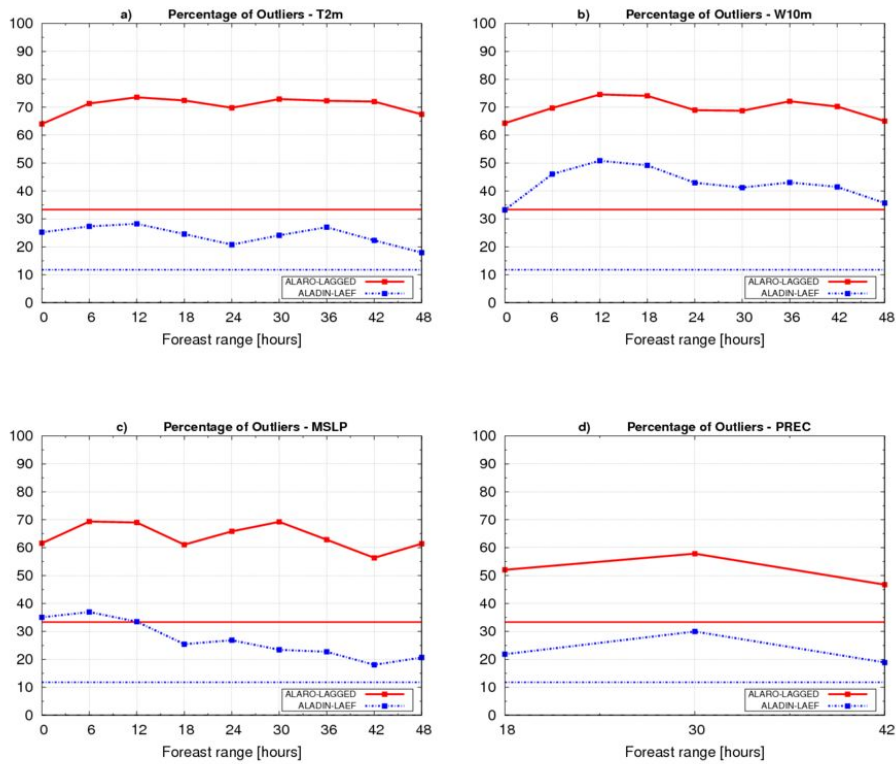 a) Percentage of Outliers - T2m
100
90
80
70
60
50
40
30
20
10
0
ALARO-LAGGED
ALADIN-LAEF
0 6 12 18 24 30 36 42 48
Foreast range [hours]
b) Percentage of Outliers - W10m
100
90
80
70
60
50
40
30
20
10
0
ALARO-LAGGED
ALADIN-LAEF
0 6 12 18 24 30 36 42 48
Foreast range [hours]
c) Percentage of Outliers - MSLP
100
90
80
70
60
50
40
30
20
10
0
ALARO-LAGGED
ALADIN-LAEF
0 6 12 18 24 30 36 42 48
Foreast range [hours]
d) Percentage of Outliers - PREC
100
90
80
70
60
50
40
30
20
10
0
ALARO-LAGGED
ALADIN-LAEF
18 30 42
Foreast range [hours]